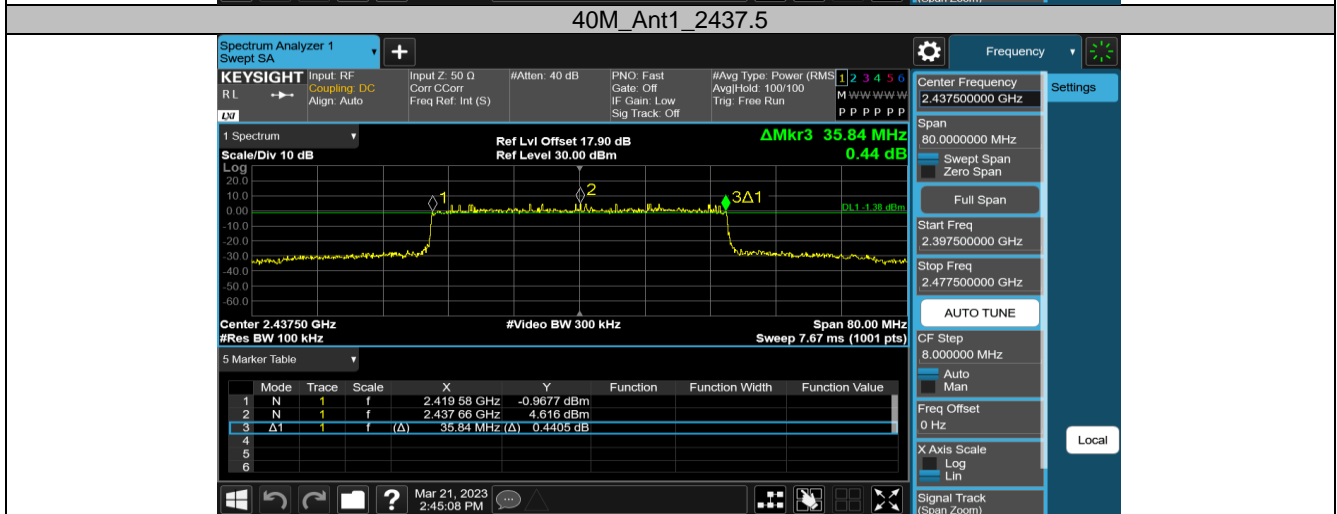 (Span Zoom)
40M_Ant1_2437.5
Spectrum Analyzer 1
Swept SA
+
Frequency
KEYSIGHT Input: RF Input Z: 50 Ω #Atten: 40 dB PNO: Fast #Avg Type: Power (RMS 1 2 3 4 5 6
RL Coupling: DC Corr CCorr Gate: Off Avg|Hold: 100/100 M W W W W W
Align: Auto Freq Ref: Int (S) IF Gain: Low Trig: Free Run
LXI Sig Track: Off P P P P P P
Center Frequency
2.437500000 GHz
Settings
1 Spectrum Ref Lvl Offset 17.90 dB ΔMkr3 35.84 MHz
Scale/Div 10 dB Ref Level 30.00 dBm 0.44 dB
Log
20.0
10.0
0.00
-10.0
-20.0
-30.0
-40.0
-50.0
-60.0
1
2
3Δ1
DL1 -1.38 dBm
Center 2.43750 GHz #Video BW 300 kHz Span 80.00 MHz
#Res BW 100 kHz Sweep 7.67 ms (1001 pts)
Span
80.0000000 MHz
Swept Span
Zero Span
Full Span
Start Freq
2.397500000 GHz
Stop Freq
2.477500000 GHz
AUTO TUNE
CF Step
8.000000 MHz
Auto
Man
Freq Offset
0 Hz
X Axis Scale
Log
Lin
Signal Track
(Span Zoom)
Local
5 Marker Table
Mode Trace Scale X Y Function Function Width Function Value
1 N 1 f 2.419 58 GHz -0.9677 dBm
2 N 1 f 2.437 66 GHz 4.616 dBm
3 Δ1 1 f (Δ) 35.84 MHz (Δ) 0.4405 dB
4
5
6
? Mar 21, 2023
2:45:08 PM